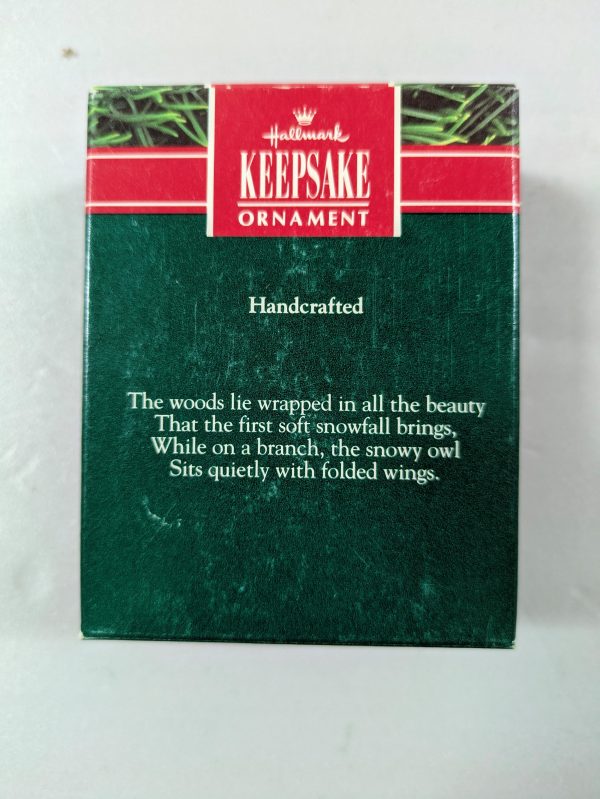 Hallmark
KEEPSAKE
ORNAMENT
Handcrafted
The woods lie wrapped in all the beauty
That the first soft snowfall brings,
While on a branch, the snowy owl
Sits quietly with folded wings.